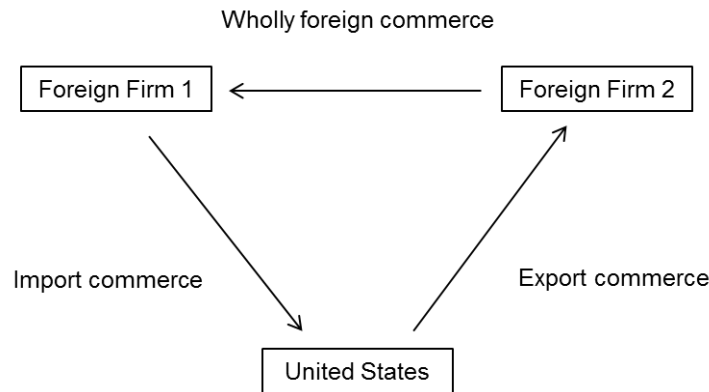 Wholly foreign commerce
Foreign Firm 1
Foreign Firm 2
Import commerce
Export commerce
United States